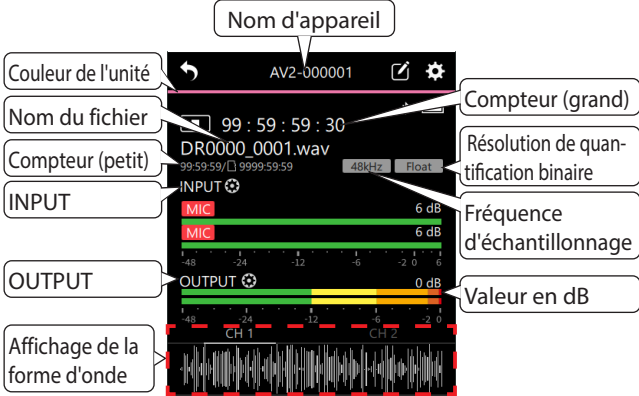 Nom d'appareil
Couleur de l'unité
AV2-000001
Nom du fichier
99 : 59 : 59 : 30
Compteur (grand)
DR0000_0001.wav
Compteur (petit)
99:59:59/ 9999:59:59
48kHz
Float
Résolution de quan-
tification binaire
INPUT
INPUT
MIC
6 dB
MIC
6 dB
Fréquence
d'échantillonnage
-48 -24 -12 -6 -2 0 6
OUTPUT
OUTPUT
0 dB
Valeur en dB
-48 -24 -12 -6 -2 0
CH 1
CH 2
Affichage de la
forme d'onde